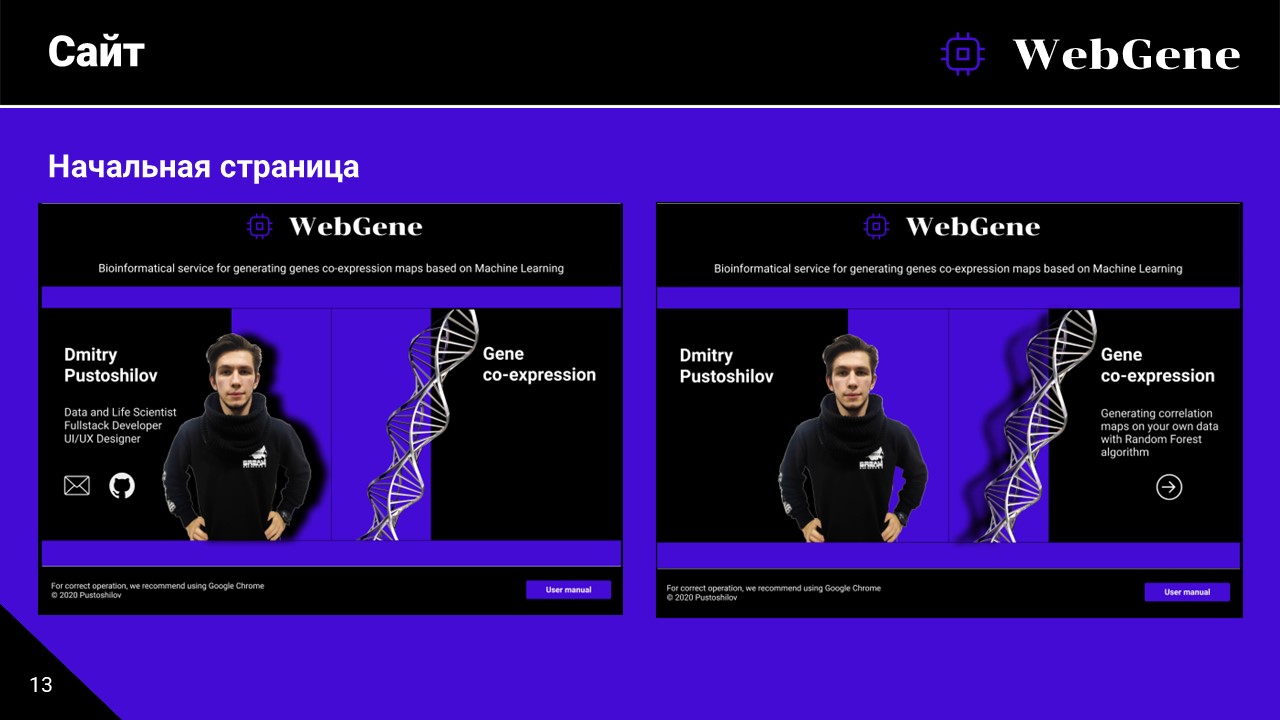 Сайт
WebGene
Начальная страница
WebGene
Bioinformatical service for generating genes co-expression maps based on Machine Learning
Dmitry
Pustoshilov
Data and Life Scientist
Fullstack Developer
UI/UX Designer
Gene
co-expression
For correct operation, we recommend using Google Chrome
© 2020 Pustoshilov
User manual
WebGene
Bioinformatical service for generating genes co-expression maps based on Machine Learning
Dmitry
Pustoshilov
Gene
co-expression
Generating correlation
maps on your own data
with Random Forest
algorithm
For correct operation, we recommend using Google Chrome
© 2020 Pustoshilov
User manual
13